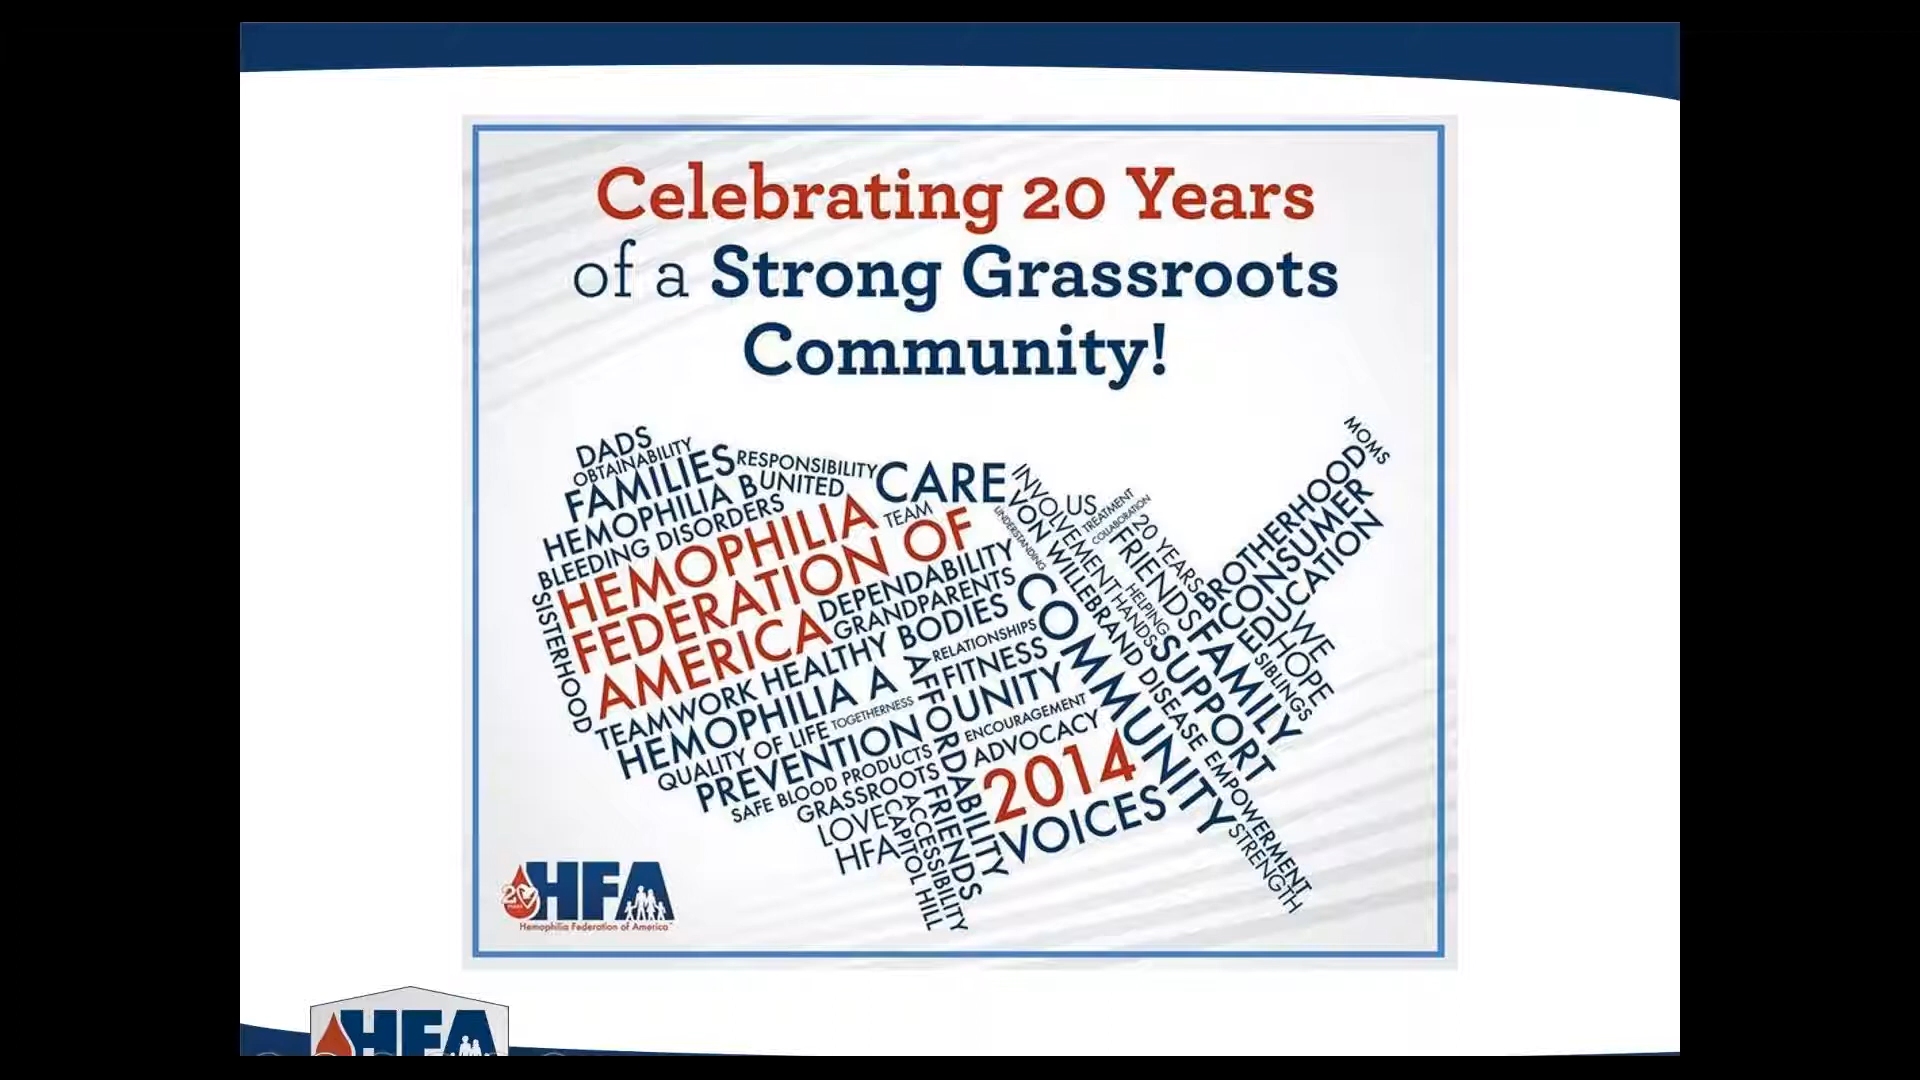 Celebrating 20 Years
of a Strong Grassroots
Community!
MOMS
DADS
OBTAINABILITY
FAMILIES
RESPONSIBILITY
CARE
HEMOPHILIA B
UNITED
BLEEDING DISORDERS
TEAM
INVOLVEMENT
US
TREATMENT
COLLABORATION
UNDERSTANDING
VON WILLEBRAND DISEASE
20 YEARS
FRIENDS
BROTHERHOOD
CONSUMER
EDUCATION
HEMOPHILIA
FEDERATION OF
AMERICA
SISTERHOOD
DEPENDABILITY
GRANDPARENTS
HELPING
HANDS
COMMUNITY
SUPPORT
FAMILY
WE
HOPE
SIBLINGS
TEAMWORK
HEALTHY BODIES
RELATIONSHIPS
HEMOPHILIA A
AFFORDABILITY
FITNESS
QUALITY OF LIFE
TOGETHERNESS
UNITY
PREVENTION
ENCOURAGEMENT
SAFE BLOOD PRODUCTS
ADVOCACY
GRASSROOTS
2014
VOICES
LOVE
HFA
CAPITOL HILL
ACCESSIBILITY
FRIENDS
EMPOWERMENT
STRENGTH
20
HFA
Hemophilia Federation of America
HFA